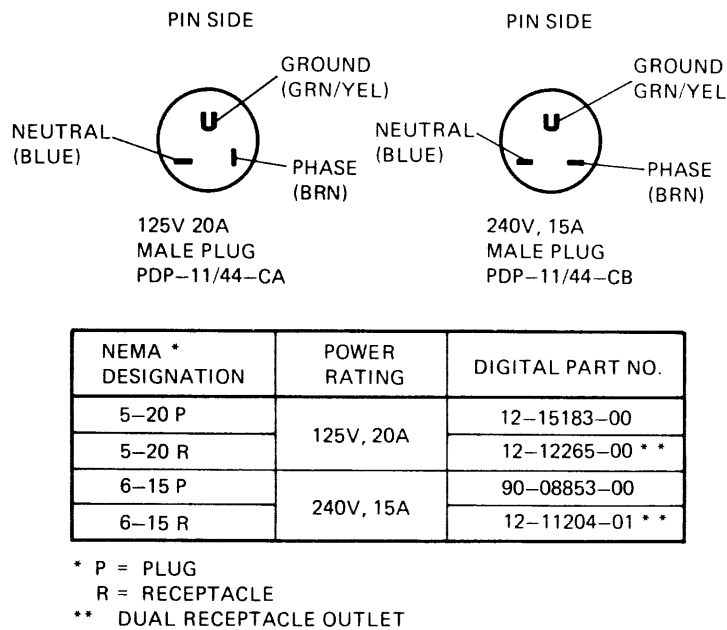 PIN SIDE
GROUND
(GRN/YEL)
NEUTRAL
(BLUE)
PHASE
(BRN)
125V 20A
MALE PLUG
PDP–11/44–CA
PIN SIDE
GROUND
GRN/YEL
NEUTRAL
(BLUE)
PHASE
(BRN)
240V, 15A
MALE PLUG
PDP–11/44–CB
NEMA * DESIGNATION POWER RATING DIGITAL PART NO.
5–20 P 125V, 20A 12–15183–00
5–20 R 12–12265–00 * *
6–15 P 240V, 15A 90–08853–00
6–15 R 12–11204–01 * *
* P = PLUG
R = RECEPTACLE
** DUAL RECEPTACLE OUTLET